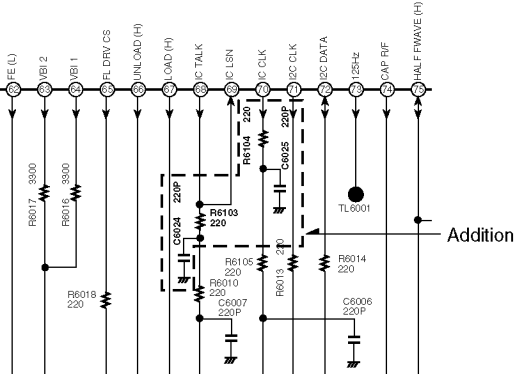 FE (L)
VBI 2
VBI 1
FL DRV CS
UNLOAD (H)
LOAD (H)
IC TALK
IC LSN
IC CLK
I2C CLK
I2C DATA
125Hz
CAP R/F
HALF FWAVE (H)
62
63
64
65
66
67
68
69
70
71
72
73
74
75
220
R6104
220P
C6025
R6017
3300
R6016
3300
220P
C6024
R6103
220
TL6001
Addition
R6105
220
R6013
220
R6014
220
R6018
220
R6010
220
C6007
220P
C6006
220P